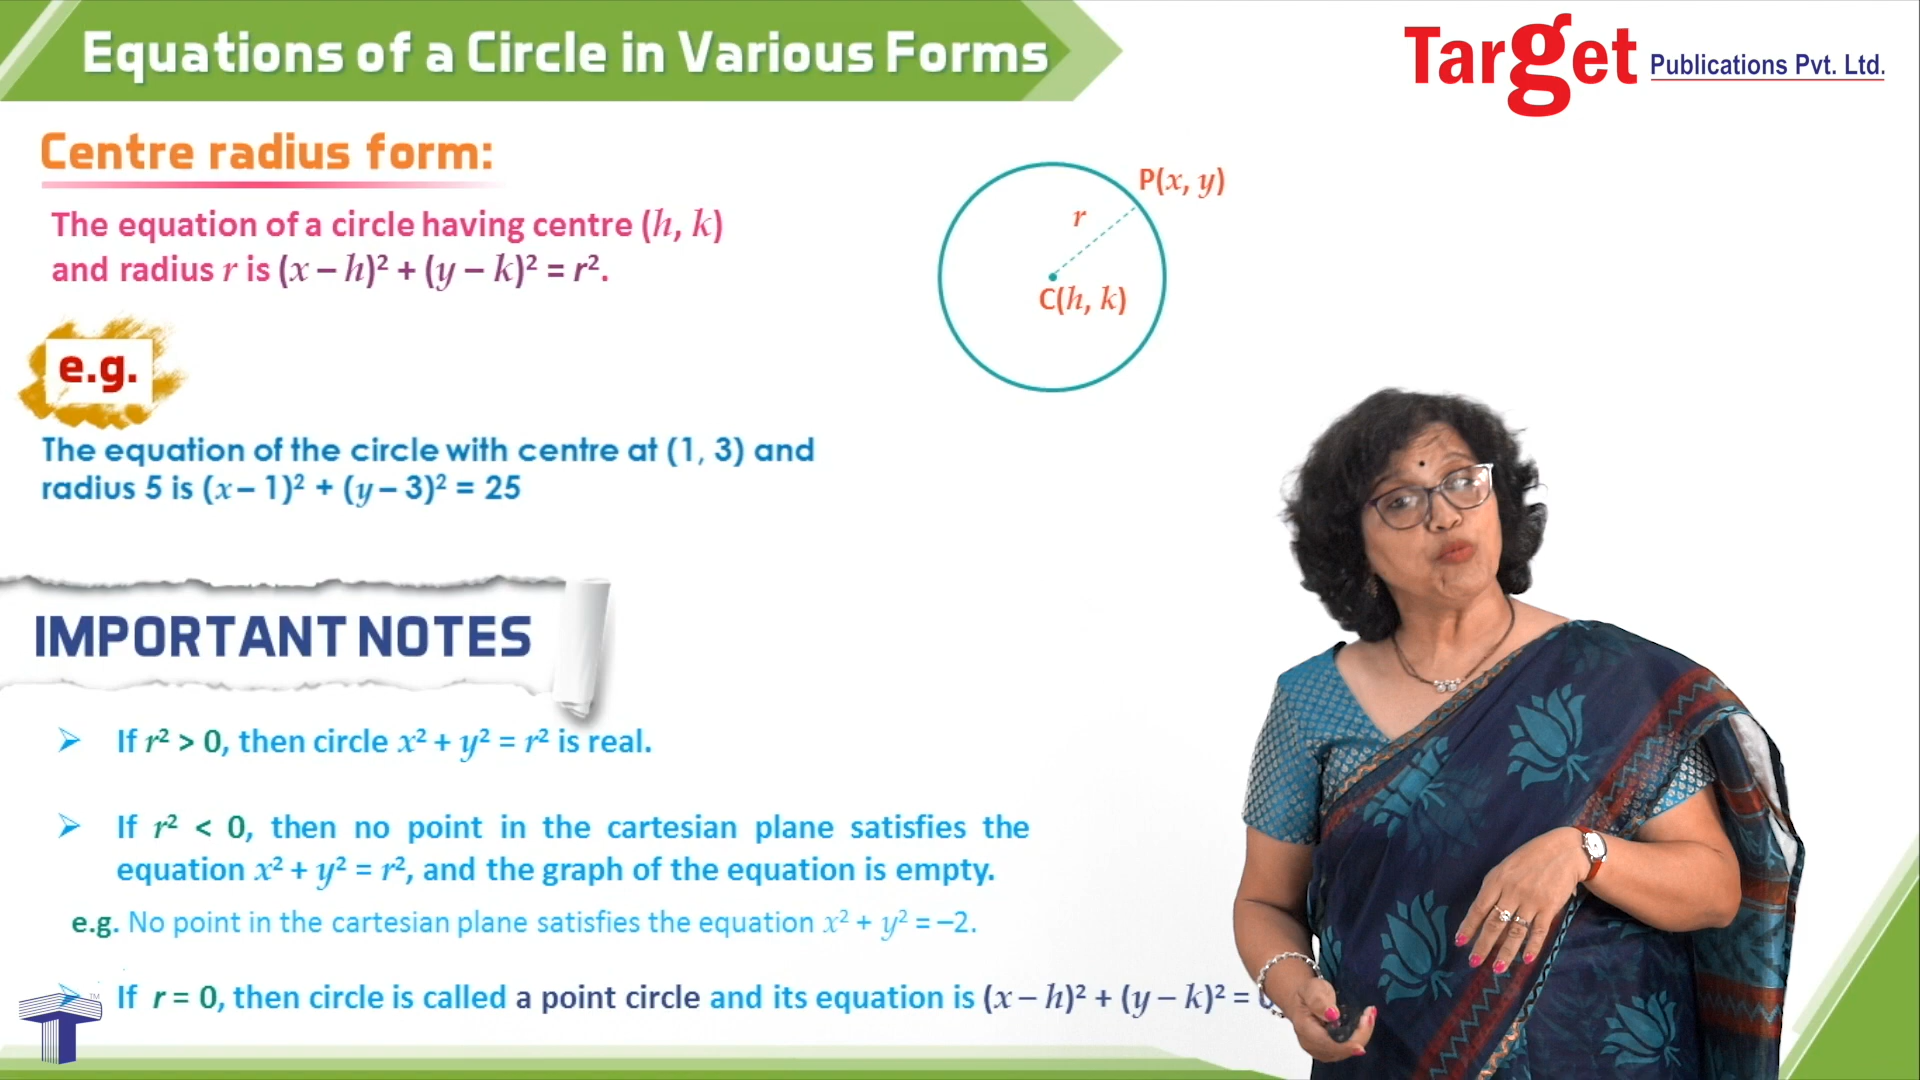 Equations of a Circle in Various Forms
Target Publications Pvt. Ltd.
Centre radius form:
The equation of a circle having centre (h, k)
and radius r is (x – h)² + (y – k)² = r².
P(x, y)
r
C(h, k)
e.g.
The equation of the circle with centre at (1, 3) and
radius 5 is (x – 1)² + (y – 3)² = 25
IMPORTANT NOTES
If r² > 0, then circle x² + y² = r² is real.
If r² < 0, then no point in the cartesian plane satisfies the
equation x² + y² = r², and the graph of the equation is empty.
e.g. No point in the cartesian plane satisfies the equation x² + y² = –2.
If r = 0, then circle is called a point circle and its equation is (x – h)² + (y – k)² =
TM